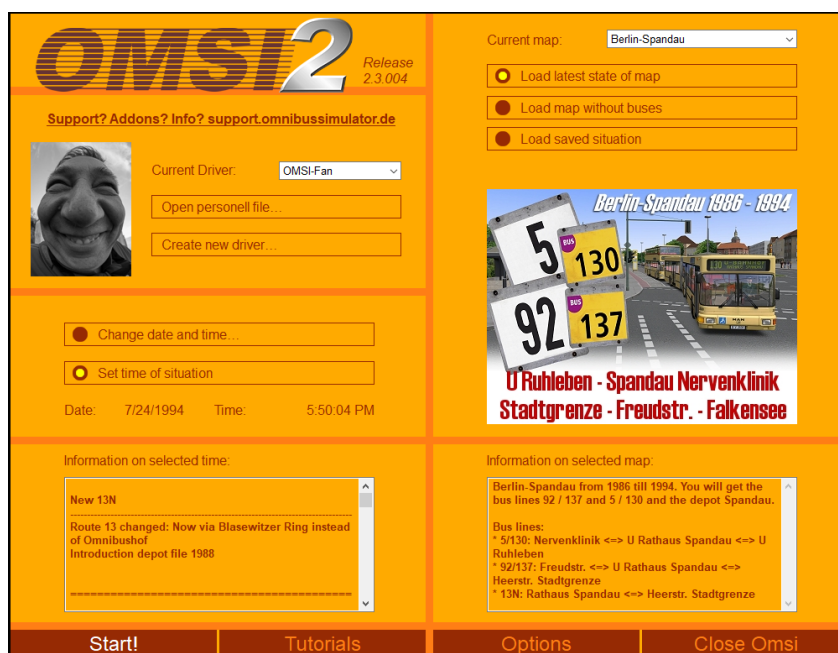 OMSI2
Release
2.3.004
Support? Addons? Info? support.omnibussimulator.de
Current Driver:
OMSI-Fan
Open personell file...
Create new driver...
Change date and time...
Set time of situation
Date:
7/24/1994
Time:
5:50:04 PM
Information on selected time:
New 13N
Route 13 changed: Now via Blasewitzer Ring instead
of Omnibushof
Introduction depot file 1988
Current map:
Berlin-Spandau
Load latest state of map
Load map without buses
Load saved situation
Berlin-Spandau 1986 - 1994
5
BUS
130
92
BUS
137
U Ruhleben - Spandau Nervenklinik
Stadtgrenze - Freudstr. - Falkensee
Information on selected map:
Berlin-Spandau from 1986 till 1994. You will get the
bus lines 92 / 137 and 5 / 130 and the depot Spandau.
Bus lines:
* 5/130: Nervenklinik <=> U Rathaus Spandau <=> U
Ruhleben
* 92/137: Freudstr. <=> U Rathaus Spandau <=>
Heerstr. Stadtgrenze
* 13N: Rathaus Spandau <=> Heerstr. Stadtgrenze
Start!
Tutorials
Options
Close Omsi